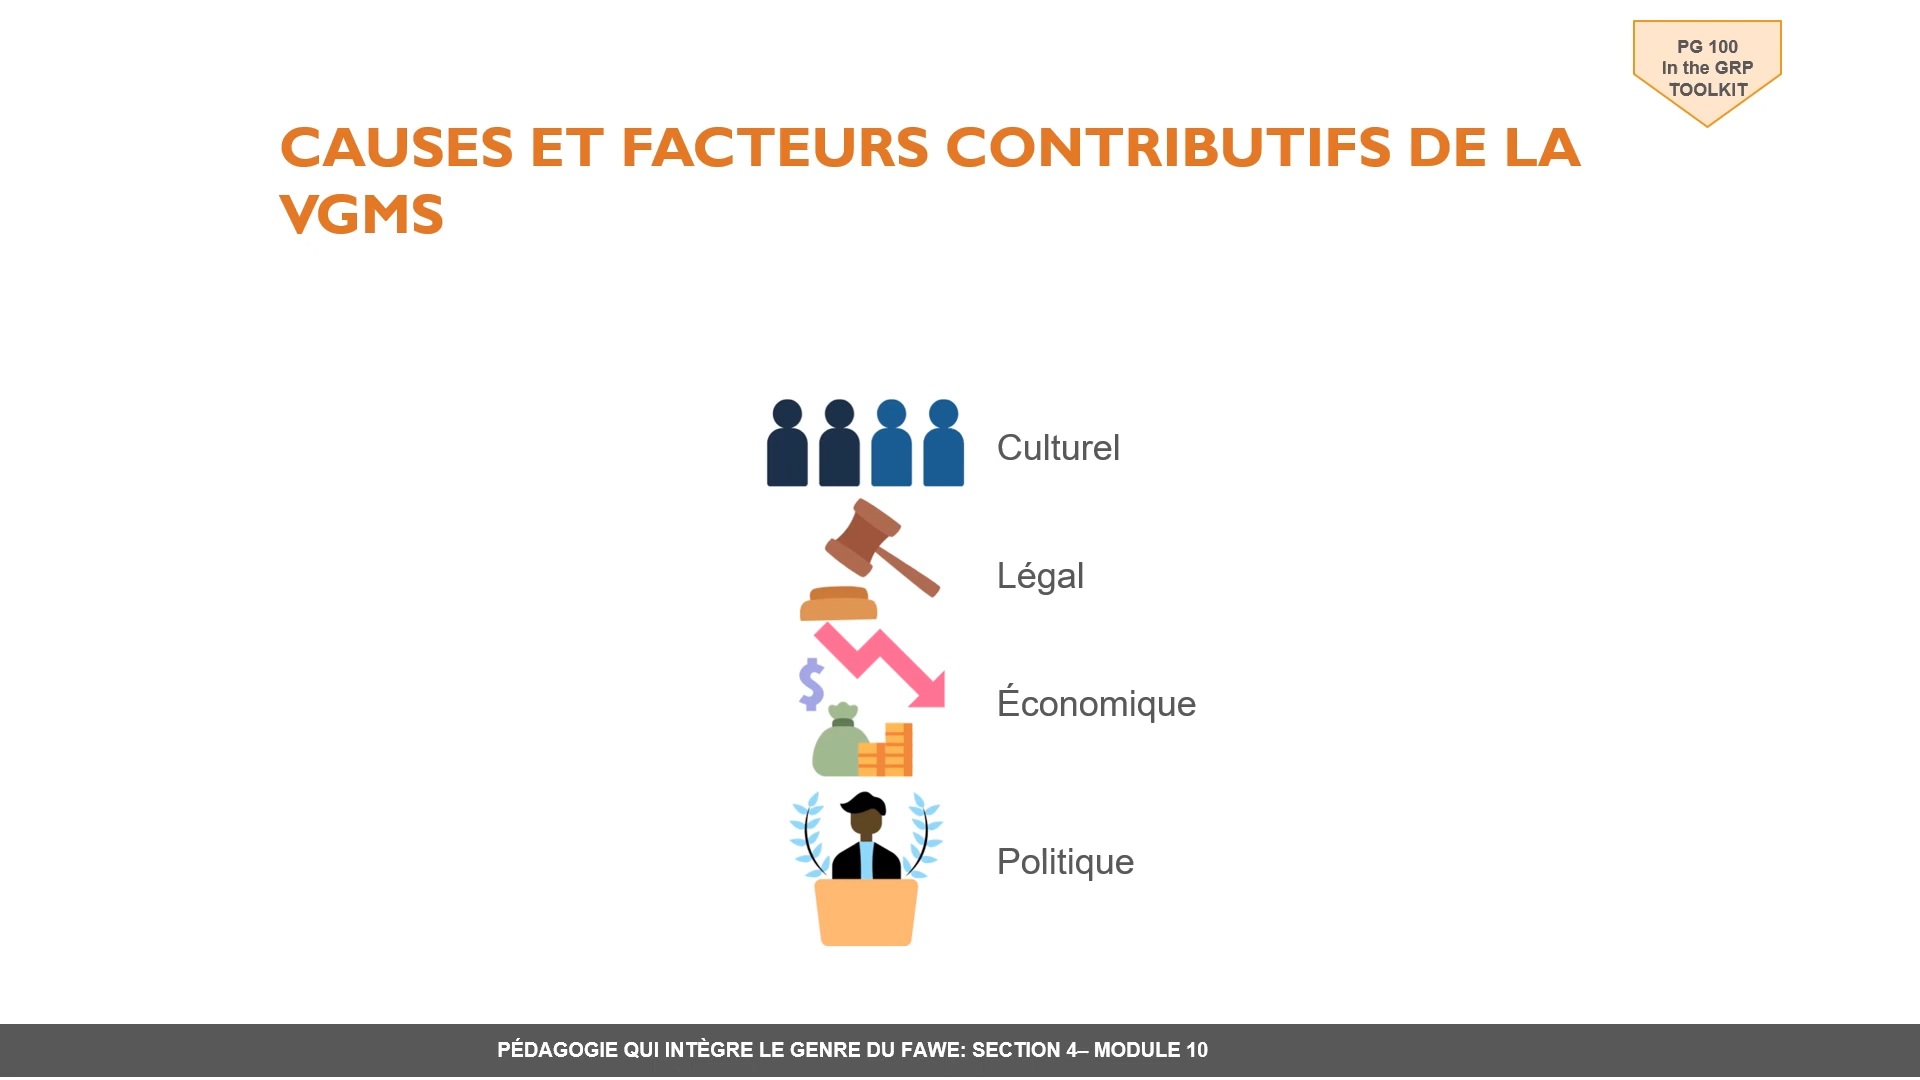 PG 100
In the GRP
TOOLKIT
CAUSES ET FACTEURS CONTRIBUTIFS DE LA
VGMS
Culturel
Légal
$
Économique
Politique
PÉDAGOGIE QUI INTÈGRE LE GENRE DU FAWE: SECTION 4– MODULE 10